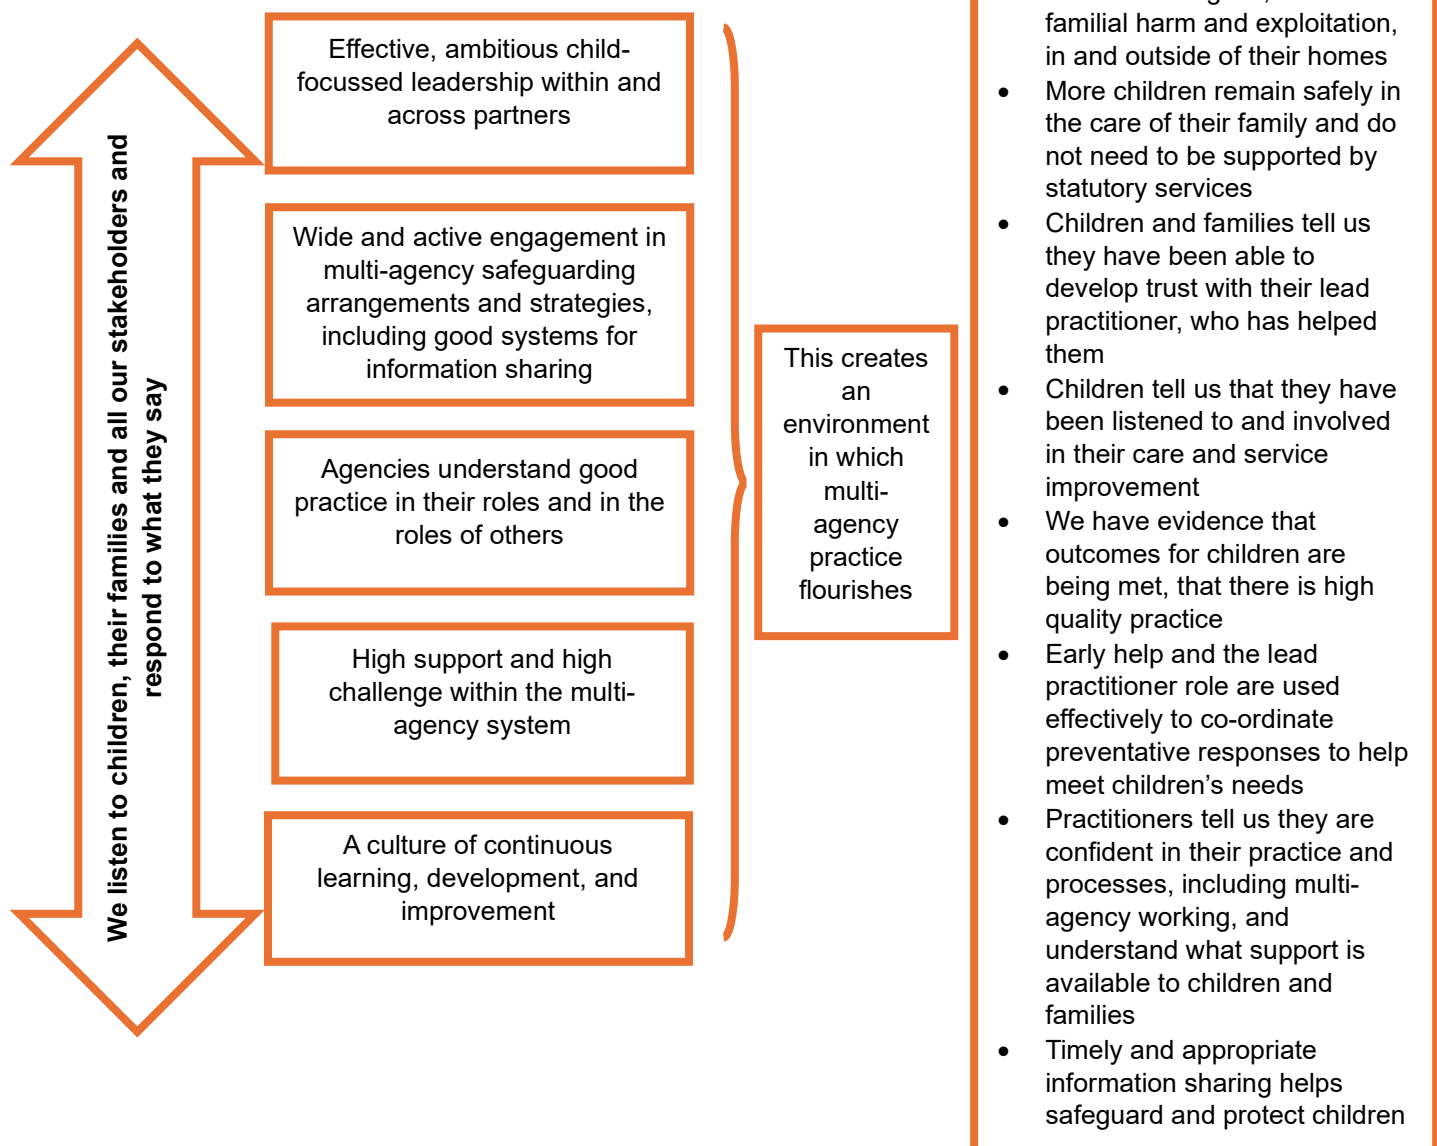 We listen to children, their families and all our stakeholders and
respond to what they say
Effective, ambitious child-
focussed leadership within and
across partners
Wide and active engagement in
multi-agency safeguarding
arrangements and strategies,
including good systems for
information sharing
Agencies understand good
practice in their roles and in the
roles of others
High support and high
challenge within the multi-
agency system
A culture of continuous
learning, development, and
improvement
This creates
an
environment
in which
multi-
agency
practice
flourishes
familial harm and exploitation,
in and outside of their homes
• More children remain safely in
the care of their family and do
not need to be supported by
statutory services
• Children and families tell us
they have been able to
develop trust with their lead
practitioner, who has helped
them
• Children tell us that they have
been listened to and involved
in their care and service
improvement
• We have evidence that
outcomes for children are
being met, that there is high
quality practice
• Early help and the lead
practitioner role are used
effectively to co-ordinate
preventative responses to help
meet children’s needs
• Practitioners tell us they are
confident in their practice and
processes, including multi-
agency working, and
understand what support is
available to children and
families
• Timely and appropriate
information sharing helps
safeguard and protect children